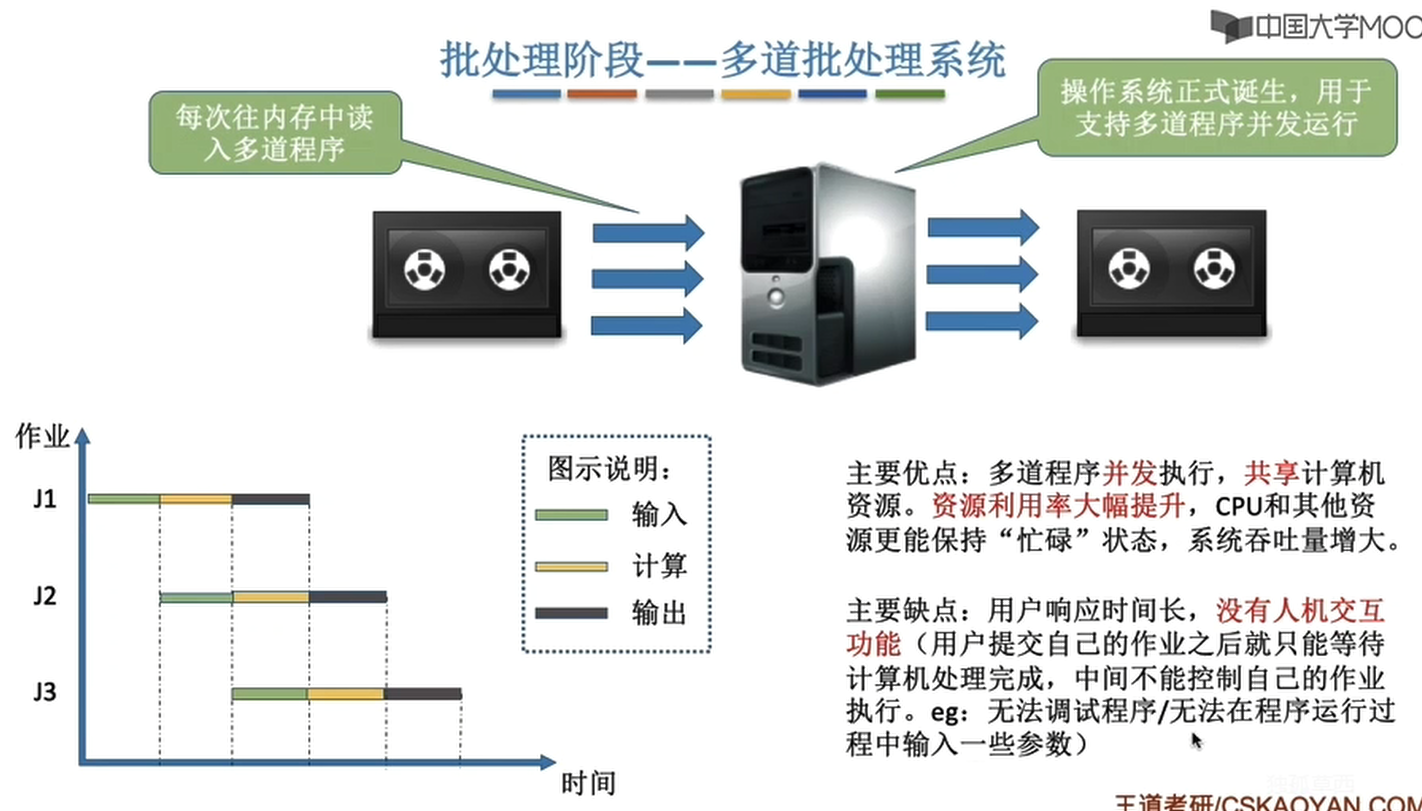 中国大学MOO
批处理阶段——多道批处理系统
每次往内存中读
入多道程序
操作系统正式诞生，用于
支持多道程序并发运行
作业
J1
J2
J3
时间
图示说明：
输入
计算
输出
主要优点：多道程序并发执行，共享计算机
资源。资源利用率大幅提升，CPU和其他资
源更能保持“忙碌”状态，系统吞吐量增大。
主要缺点：用户响应时间长，没有人机交互
功能（用户提交自己的作业之后就只能等待
计算机处理完成，中间不能控制自己的作业
执行。eg：无法调试程序/无法在程序运行过
程中输入一些参数）
王道考研/CSKAOYAN.COM